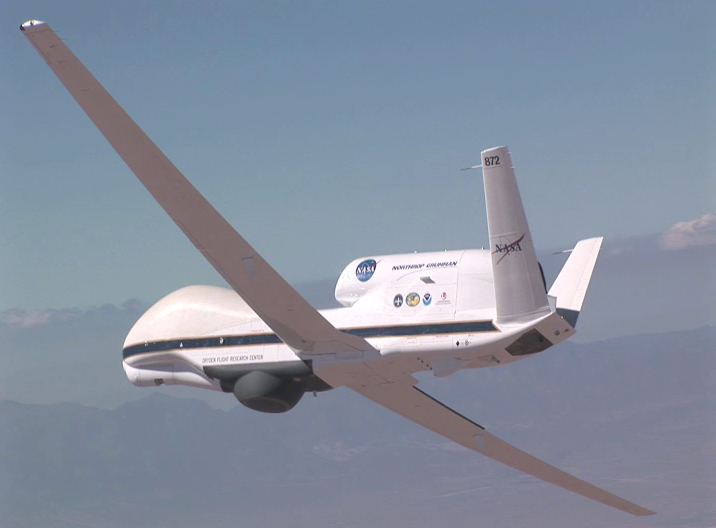 872
NASA
NASA
NORTHROP GRUMMAN
DRYDEN FLIGHT RESEARCH CENTER